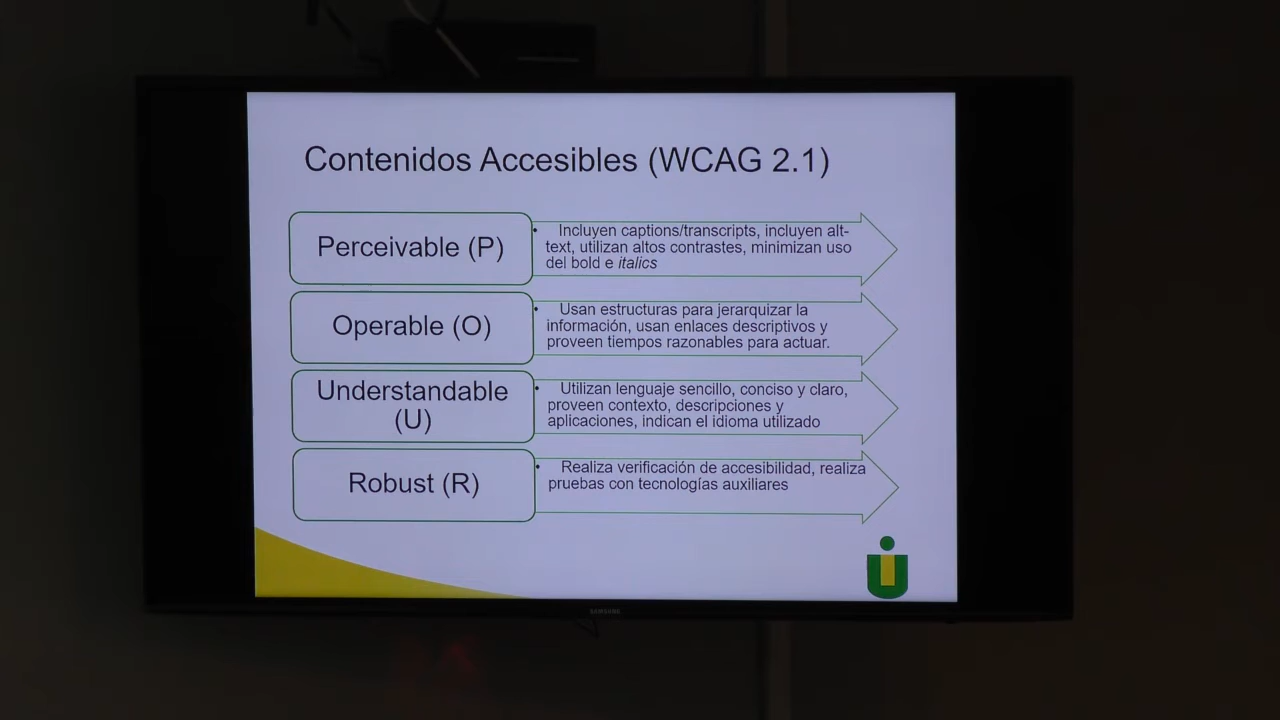 Contenidos Accesibles (WCAG 2.1)
Perceivable (P)
• Incluyen captions/transcripts, incluyen alt-
text, utilizan altos contrastes, minimizan uso
del bold e italics
Operable (O)
• Usan estructuras para jerarquizar la
información, usan enlaces descriptivos y
proveen tiempos razonables para actuar.
Understandable
(U)
• Utilizan lenguaje sencillo, conciso y claro,
proveen contexto, descripciones y
aplicaciones, indican el idioma utilizado
Robust (R)
• Realiza verificación de accesibilidad, realiza
pruebas con tecnologías auxiliares
SAMSUNG